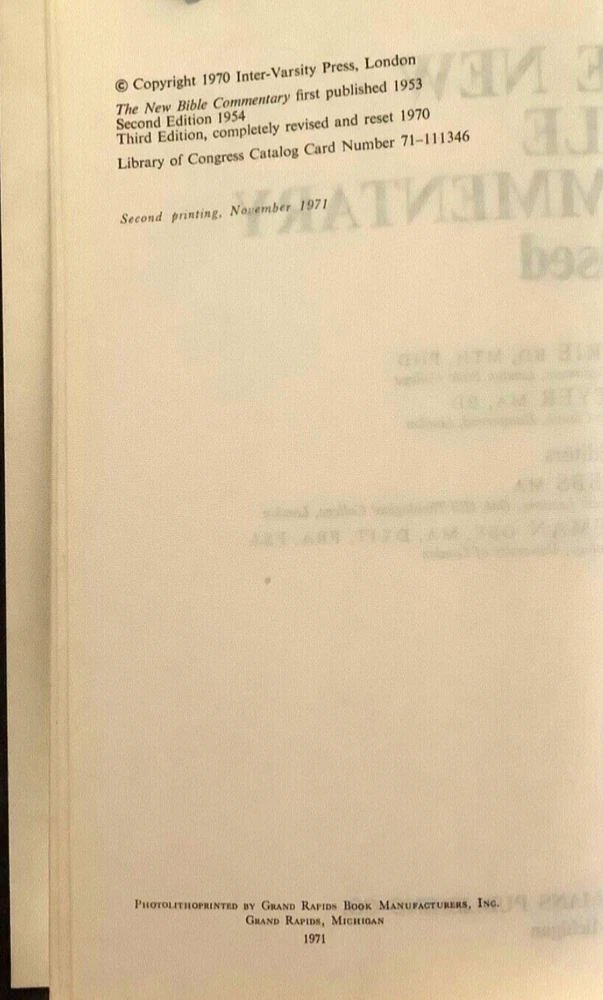 © Copyright 1970 Inter-Varsity Press, London
The New Bible Commentary first published 1953
Second Edition 1954
Third Edition, completely revised and reset 1970
Library of Congress Catalog Card Number 71–111346
Second printing, November 1971
Photolithoprinted by Grand Rapids Book Manufacturers, Inc.
Grand Rapids, Michigan
1971